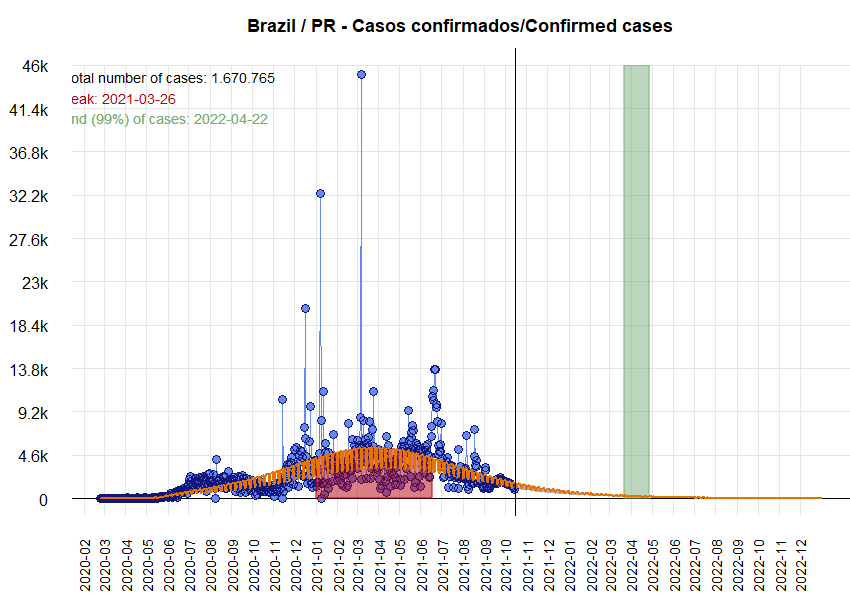 Brazil / PR - Casos confirmados/Confirmed cases
46k
otal number of cases: 1.670.765
eak: 2021-03-26
41.4k
nd (99%) of cases: 2022-04-22
36.8k
32.2k
27.6k
23k
18.4k
13.8k
9.2k
4.6k
0
2020-02
2020-03
2020-04
2020-05
2020-06
2020-07
2020-08
2020-09
2020-10
2020-11
2020-12
2021-01
2021-02
2021-03
2021-04
2021-05
2021-06
2021-07
2021-08
2021-09
2021-10
2021-11
2021-12
2022-01
2022-02
2022-03
2022-04
2022-05
2022-06
2022-07
2022-08
2022-09
2022-10
2022-11
2022-12